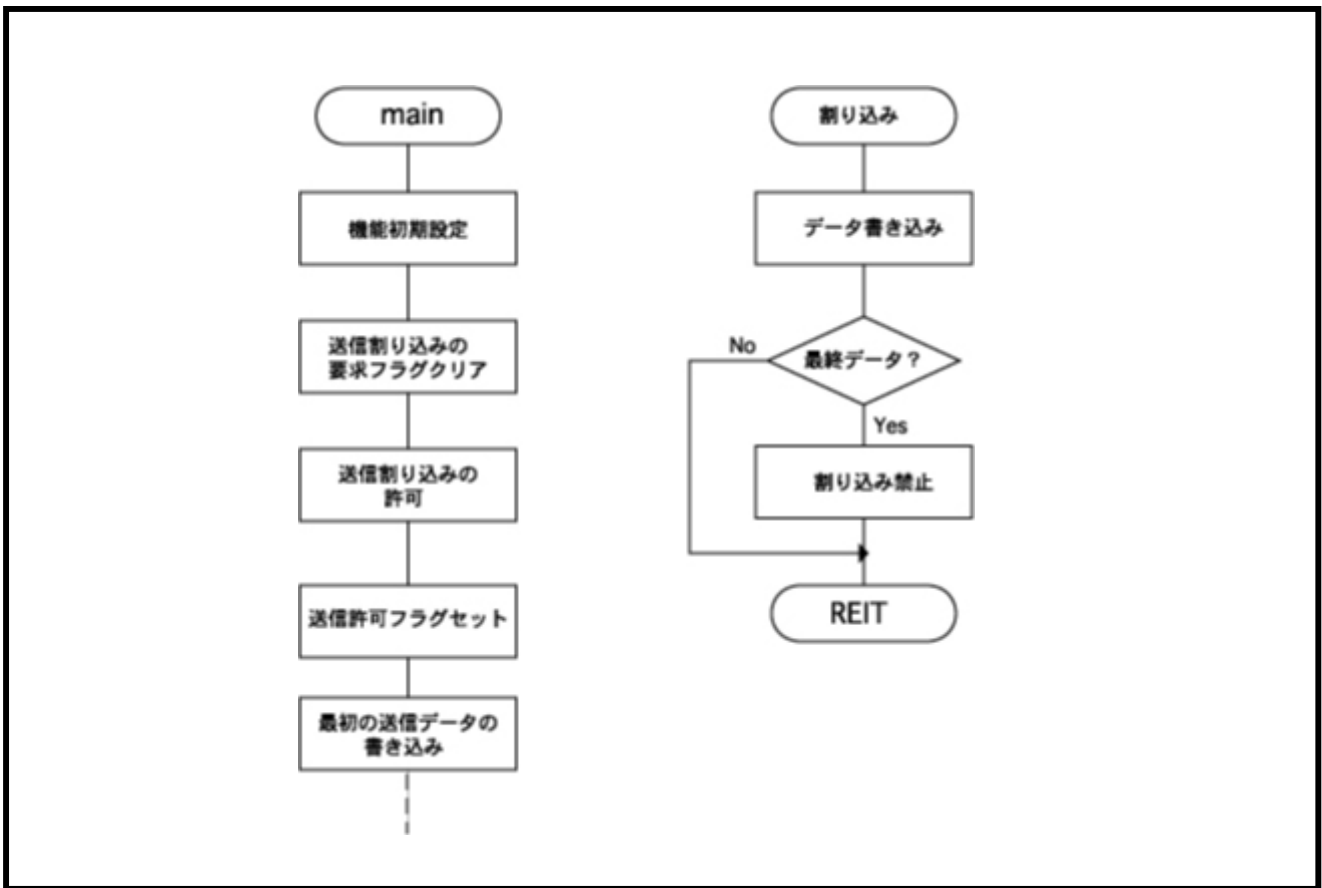 main
機能初期設定
送信割り込みの
要求フラグクリア
送信割り込みの
許可
送信許可フラグセット
最初の送信データの
書き込み
割り込み
データ書き込み
最終データ？
No
Yes
割り込み禁止
REIT